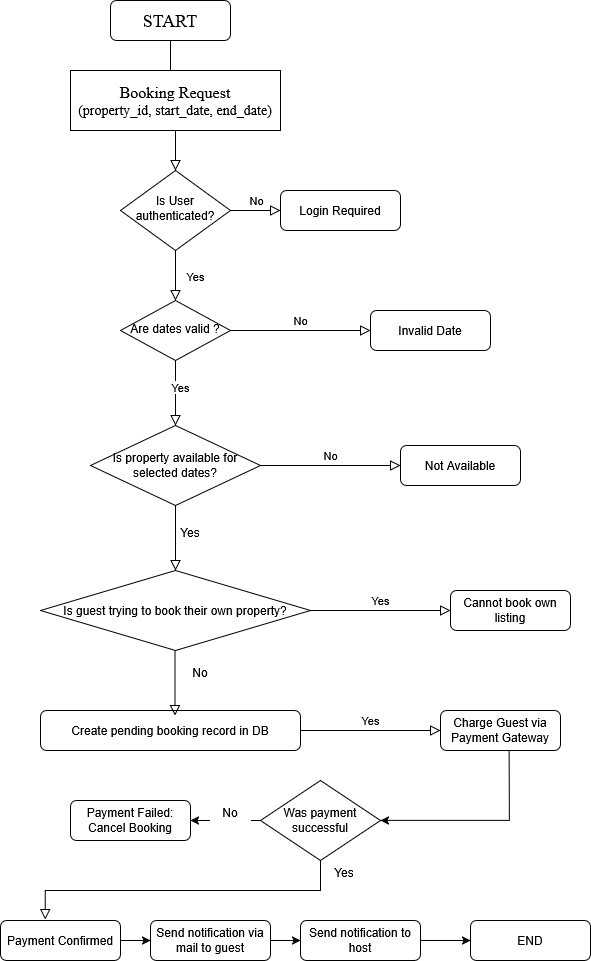 START
Booking Request
(property_id, start_date, end_date)
Is User
authenticated?
No
Login Required
Yes
Are dates valid ?
No
Invalid Date
Yes
Is property available for
selected dates?
No
Not Available
Yes
Is guest trying to book their own property?
Yes
Cannot book own
listing
No
Create pending booking record in DB
Yes
Charge Guest via
Payment Gateway
Was payment
successful
No
Payment Failed:
Cancel Booking
Yes
Payment Confirmed
Send notification via
mail to guest
Send notification to
host
END